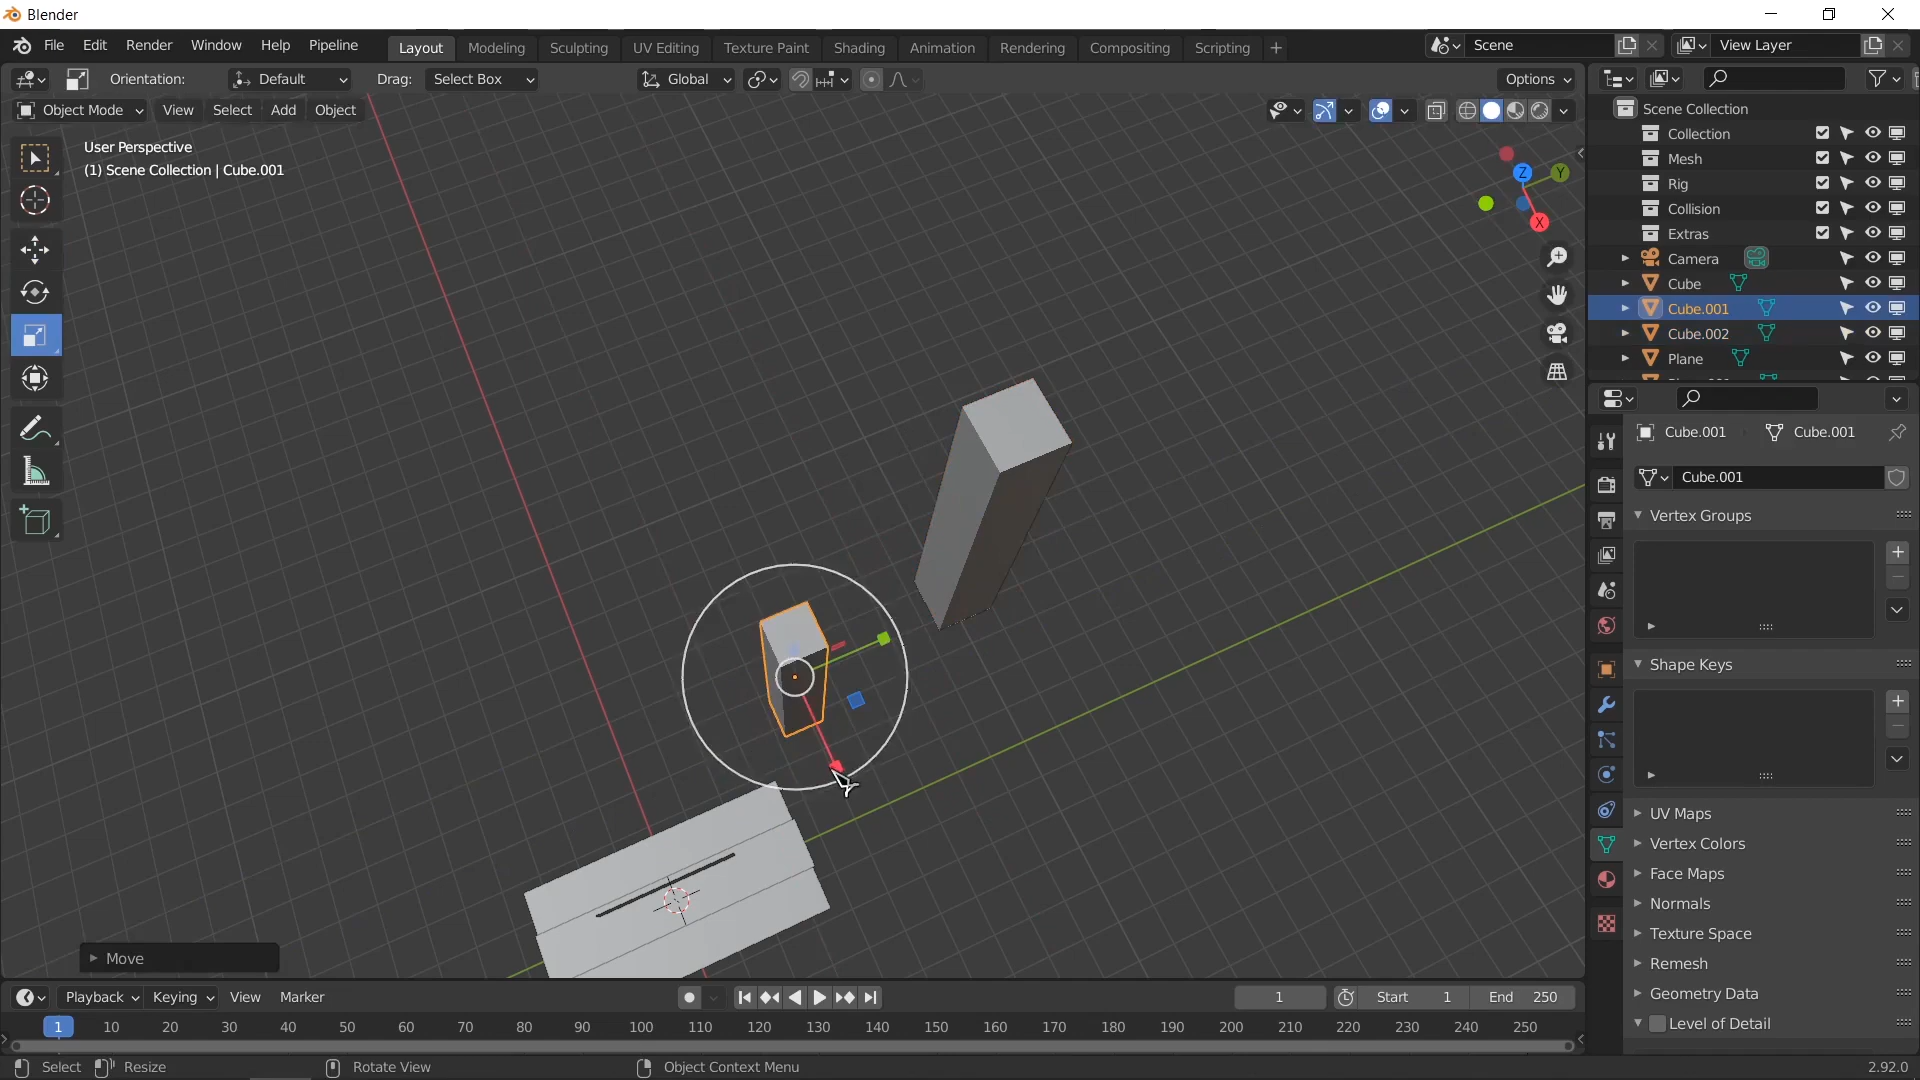 Blender
File Edit Render Window Help Pipeline Layout Modeling Sculpting UV Editing Texture Paint Shading Animation Rendering Compositing Scripting + Scene View Layer
Orientation: Default Drag: Select Box Global Options
Object Mode View Select Add Object
User Perspective
(1) Scene Collection | Cube.001
Z
Y
X
Move
Scene Collection
Collection
Mesh
Rig
Collision
Extras
Camera
Cube
Cube.001
Cube.002
Plane
Cube.001 Cube.001
Cube.001
Vertex Groups
Shape Keys
UV Maps
Vertex Colors
Face Maps
Normals
Texture Space
Remesh
Geometry Data
Level of Detail
Playback Keying View Marker 1 Start 1 End 250
1 10 20 30 40 50 60 70 80 90 100 110 120 130 140 150 160 170 180 190 200 210 220 230 240 250
Select Resize Rotate View Object Context Menu 2.92.0